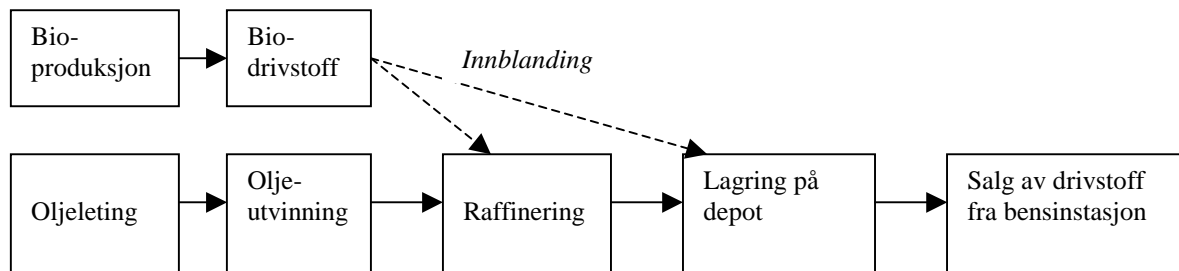 Bio-
produksjon
Bio-
drivstoff
Innblanding
Oljeleting
Olje-
utvinning
Raffinering
Lagring på
depot
Salg av drivstoff
fra bensinstasjon